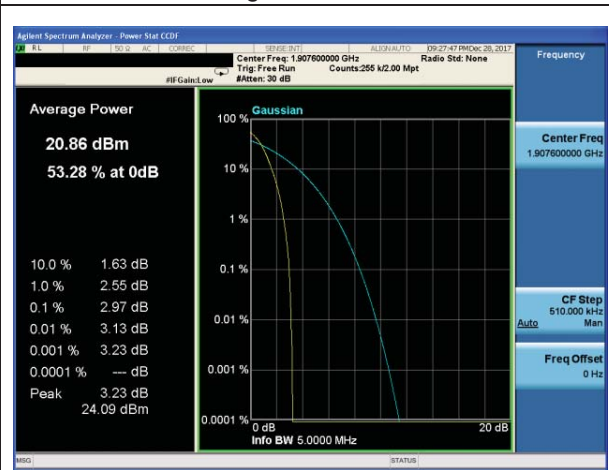 Agilent Spectrum Analyzer - Power Stat CCDF
RL RF 50 Ω AC CORREC SENSE:INT ALIGNAUTO 09:27:47 PM Dec 28, 2017
Center Freq: 1.907600000 GHz Radio Std: None
Trig: Free Run Counts:255 k/2.00 Mpt
#IFGain:Low #Atten: 30 dB
Frequency
Average Power
20.86 dBm
53.28 % at 0dB
10.0 % 1.63 dB
1.0 % 2.55 dB
0.1 % 2.97 dB
0.01 % 3.13 dB
0.001 % 3.23 dB
0.0001 % --- dB
Peak 3.23 dB
24.09 dBm
100 % Gaussian
10 %
1 %
0.1 %
0.01 %
0.001 %
0.0001 %
0 dB 20 dB
Info BW 5.0000 MHz
Center Freq
1.907600000 GHz
CF Step
510.000 kHz
Auto Man
Freq Offset
0 Hz
MSG STATUS